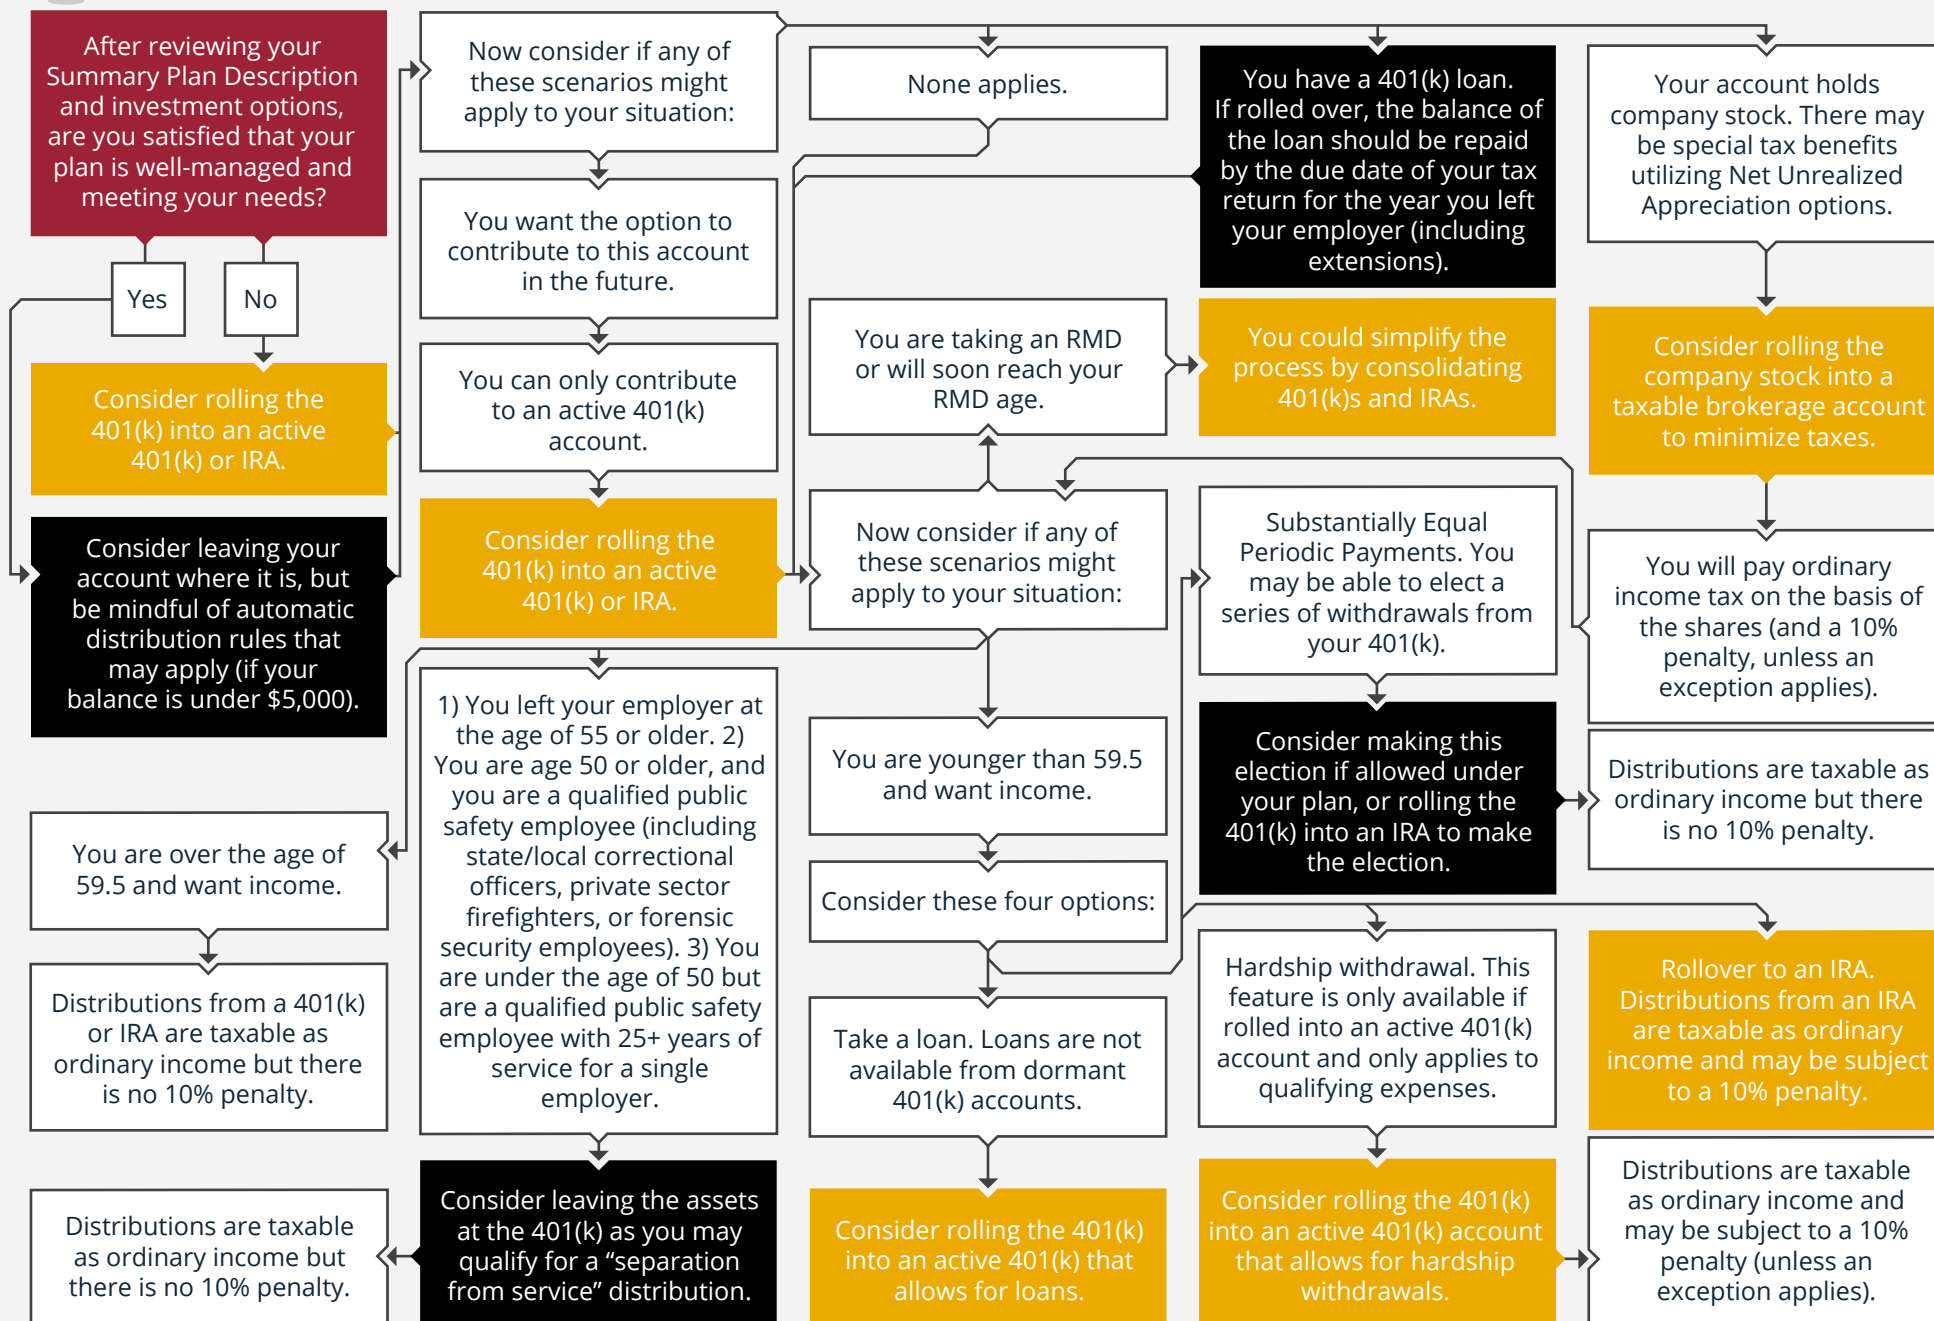 After reviewing your
Summary Plan Description
and investment options,
are you satisfied that your
plan is well-managed and
meeting your needs?
Yes
No
Consider rolling the
401(k) into an active
401(k) or IRA.
Consider leaving your
account where it is, but
be mindful of automatic
distribution rules that
may apply (if your
balance is under $5,000).
Now consider if any of
these scenarios might
apply to your situation:
You want the option to
contribute to this account
in the future.
You can only contribute
to an active 401(k)
account.
Consider rolling the
401(k) into an active
401(k) or IRA.
None applies.
You have a 401(k) loan.
If rolled over, the balance of
the loan should be repaid
by the due date of your tax
return for the year you left
your employer (including
extensions).
Your account holds
company stock. There may
be special tax benefits
utilizing Net Unrealized
Appreciation options.
Consider rolling the
company stock into a
taxable brokerage account
to minimize taxes.
You will pay ordinary
income tax on the basis of
the shares (and a 10%
penalty, unless an
exception applies).
Now consider if any of
these scenarios might
apply to your situation:
You are taking an RMD
or will soon reach your
RMD age.
You could simplify the
process by consolidating
401(k)s and IRAs.
You are over the age of
59.5 and want income.
Distributions from a 401(k)
or IRA are taxable as
ordinary income but there
is no 10% penalty.
1) You left your employer at
the age of 55 or older. 2)
You are age 50 or older, and
you are a qualified public
safety employee (including
state/local correctional
officers, private sector
firefighters, or forensic
security employees). 3) You
are under the age of 50 but
are a qualified public safety
employee with 25+ years of
service for a single
employer.
Consider leaving the assets
at the 401(k) as you may
qualify for a “separation
from service” distribution.
Distributions are taxable
as ordinary income but
there is no 10% penalty.
You are younger than 59.5
and want income.
Consider these four options:
Take a loan. Loans are not
available from dormant
401(k) accounts.
Consider rolling the 401(k)
into an active 401(k) that
allows for loans.
Substantially Equal
Periodic Payments. You
may be able to elect a
series of withdrawals from
your 401(k).
Consider making this
election if allowed under
your plan, or rolling the
401(k) into an IRA to make
the election.
Distributions are taxable as
ordinary income but there
is no 10% penalty.
Hardship withdrawal. This
feature is only available if
rolled into an active 401(k)
account and only applies to
qualifying expenses.
Consider rolling the 401(k)
into an active 401(k) account
that allows for hardship
withdrawals.
Distributions are taxable
as ordinary income and
may be subject to a 10%
penalty (unless an
exception applies).
Rollover to an IRA.
Distributions from an IRA
are taxable as ordinary
income and may be subject
to a 10% penalty.